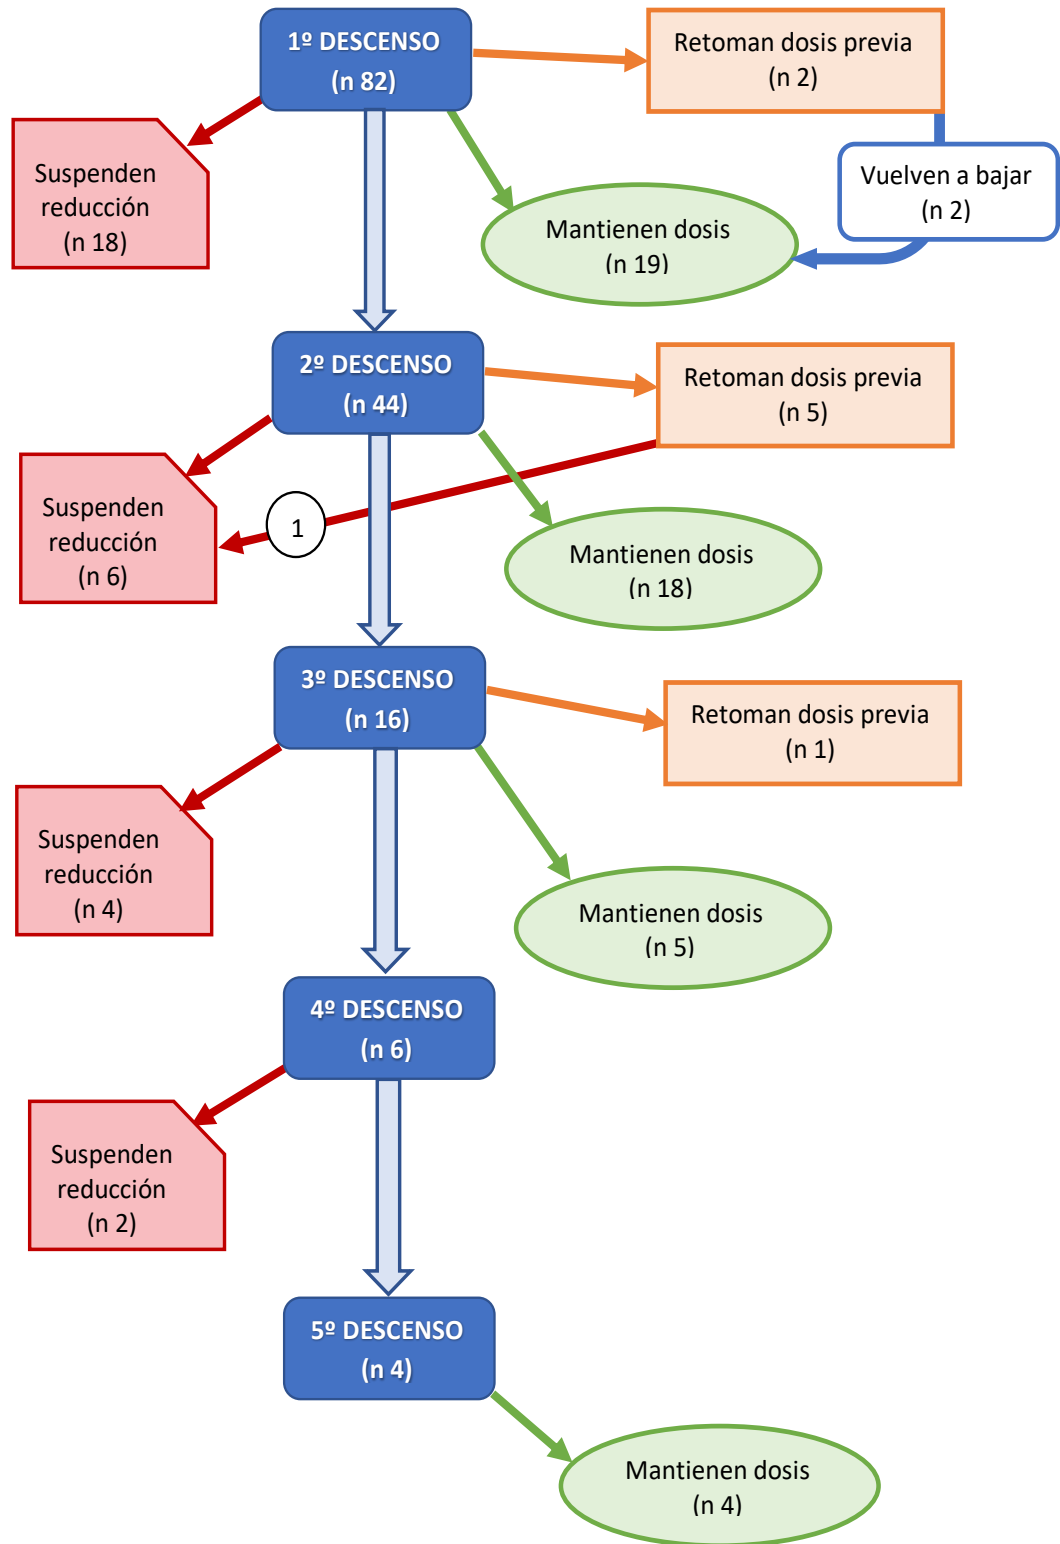 1º DESCENSO
(n 82)
Retoman dosis previa
(n 2)
Suspenden
reducción
(n 18)
Vuelven a bajar
(n 2)
Mantienen dosis
(n 19)
2º DESCENSO
(n 44)
Retoman dosis previa
(n 5)
Suspenden
reducción
(n 6)
1
Mantienen dosis
(n 18)
3º DESCENSO
(n 16)
Retoman dosis previa
(n 1)
Suspenden
reducción
(n 4)
Mantienen dosis
(n 5)
4º DESCENSO
(n 6)
Suspenden
reducción
(n 2)
5º DESCENSO
(n 4)
Mantienen dosis
(n 4)